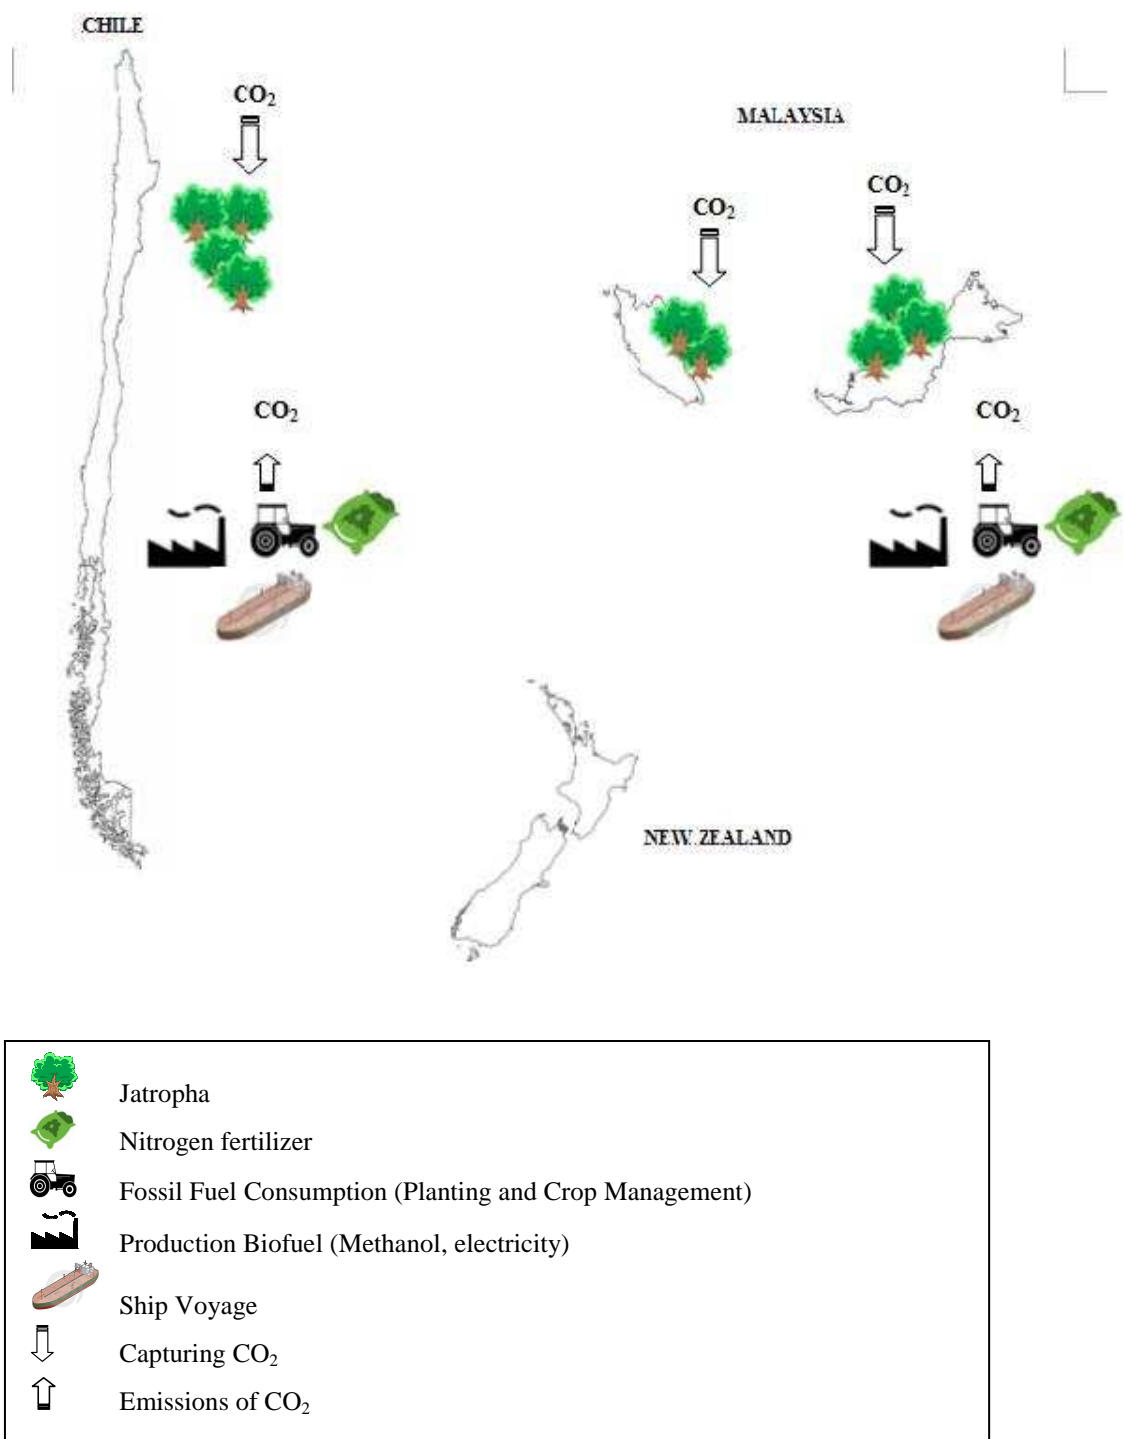 CHILE
CO₂
MALAYSIA
CO₂
CO₂
CO₂
CO₂
NEW ZEALAND
Jatropha
Nitrogen fertilizer
Fossil Fuel Consumption (Planting and Crop Management)
Production Biofuel (Methanol, electricity)
Ship Voyage
Capturing CO₂
Emissions of CO₂